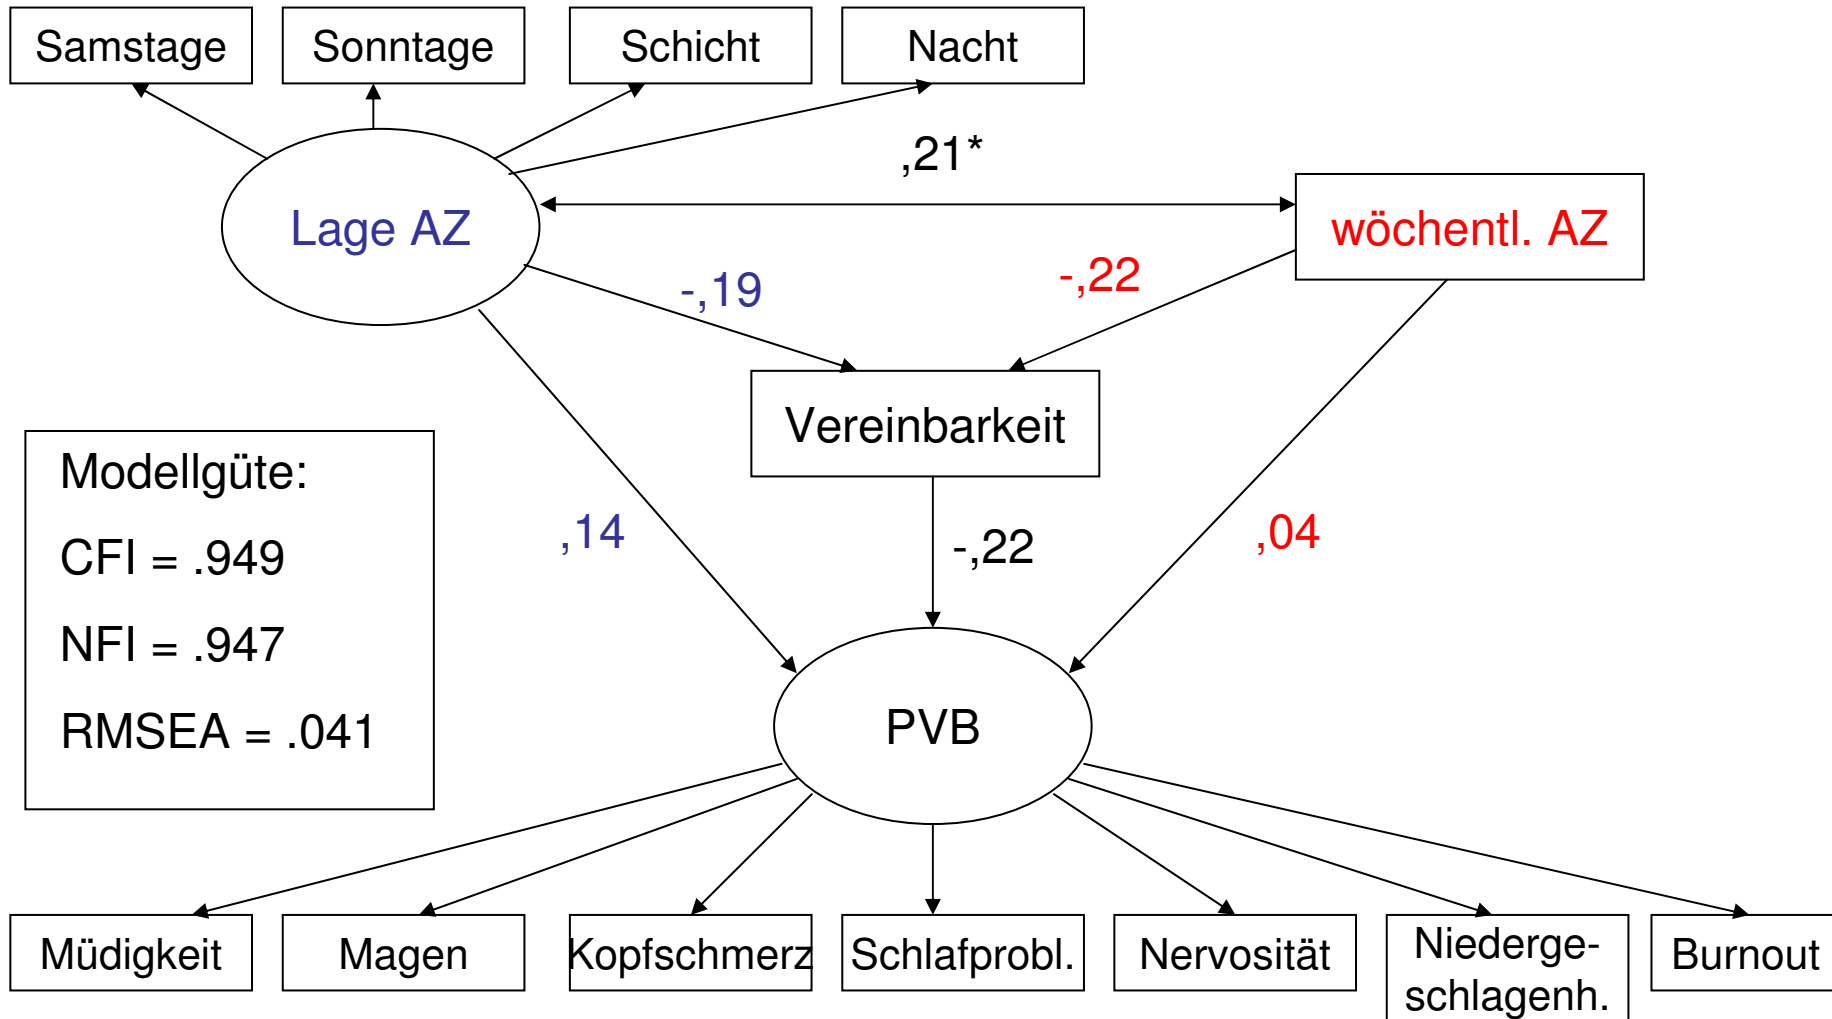 Samstage
Sonntage
Schicht
Nacht
,21*
Lage AZ
wöchentl. AZ
-,19
-,22
Vereinbarkeit
Modellgüte:
CFI = .949
NFI = .947
RMSEA = .041
,14
-,22
,04
PVB
Müdigkeit
Magen
Kopfschmerz
Schlafprobl.
Nervosität
Niederge-
schlagenh.
Burnout